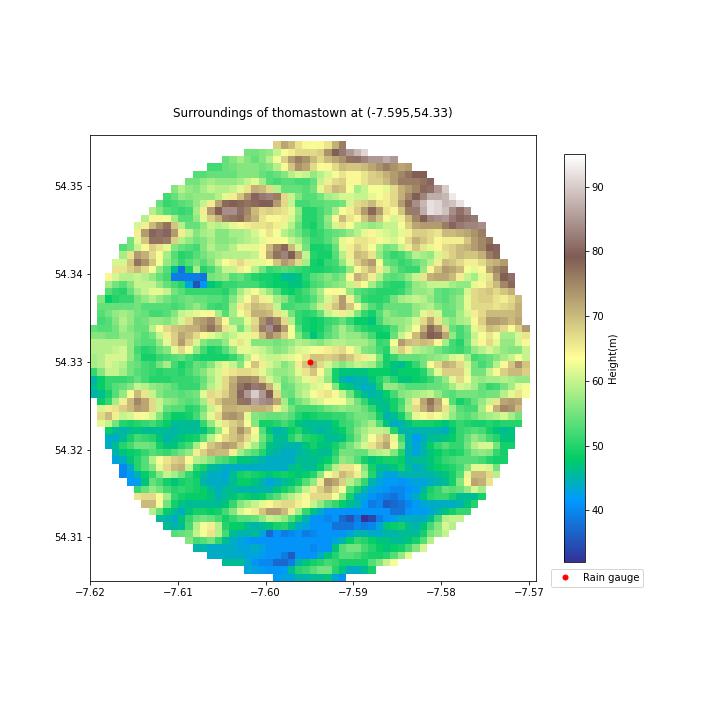 Surroundings of thomastown at (-7.595,54.33)
54.35
54.34
54.33
54.32
54.31
−7.62 −7.61 −7.60 −7.59 −7.58 −7.57
90
80
70
60
50
40
Height(m)
Rain gauge